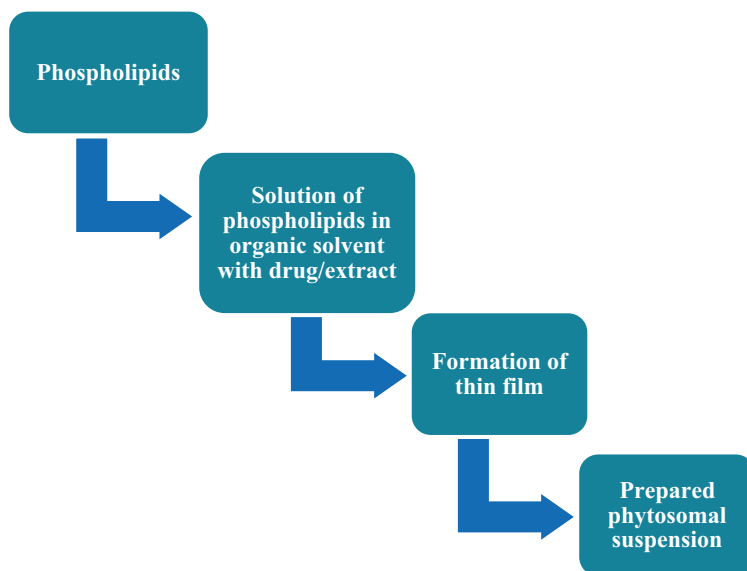 Phospholipids
Solution of
phospholipids in
organic solvent
with drug/extract
Formation of
thin film
Prepared
phytosomal
suspension